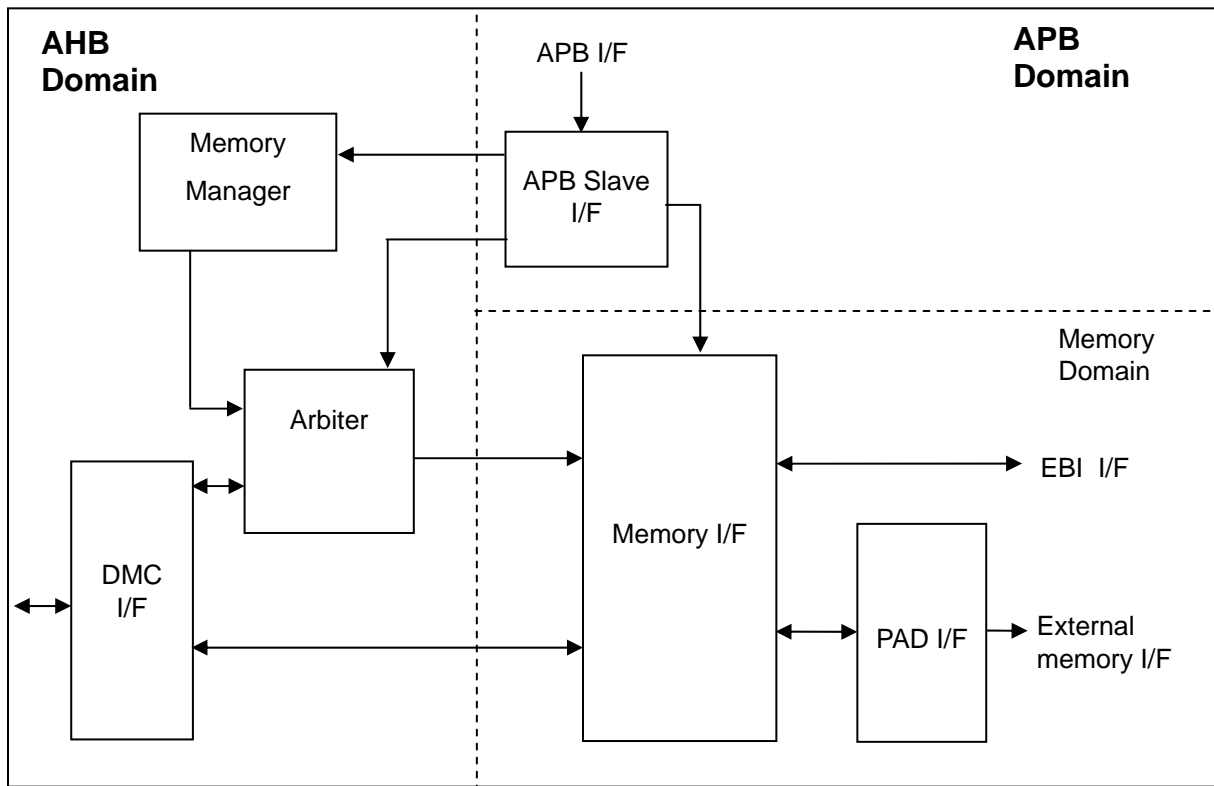 AHB
Domain
APB I/F
APB
Domain
Memory
Manager
APB Slave
I/F
Memory
Domain
Arbiter
EBI I/F
Memory I/F
DMC
I/F
PAD I/F
External
memory I/F